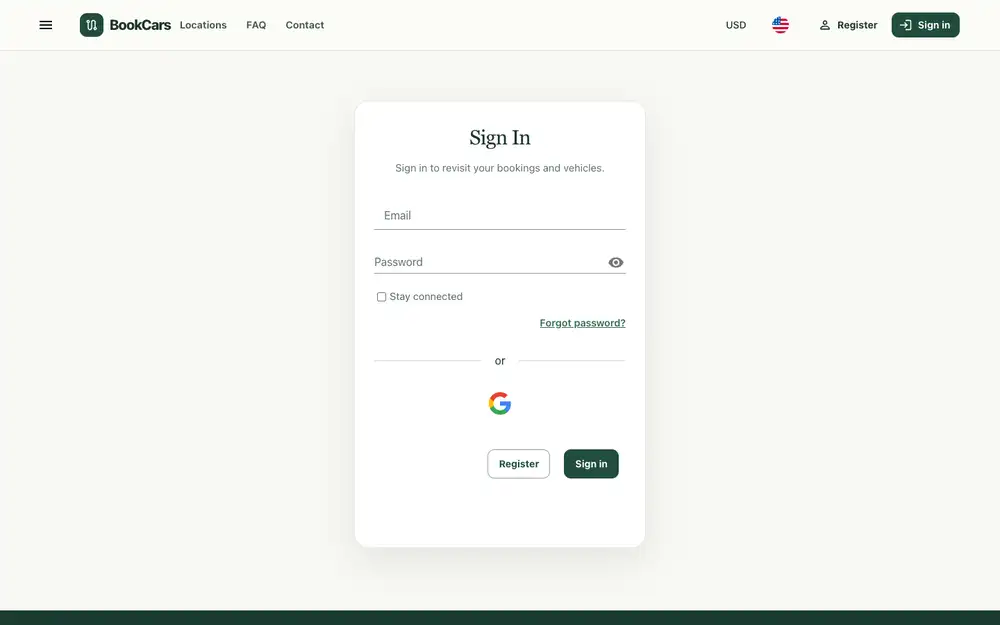 BookCars Locations FAQ Contact USD Register Sign in
Sign In
Sign in to revisit your bookings and vehicles.
Email
Password
Stay connected
Forgot password?
or
Register Sign in